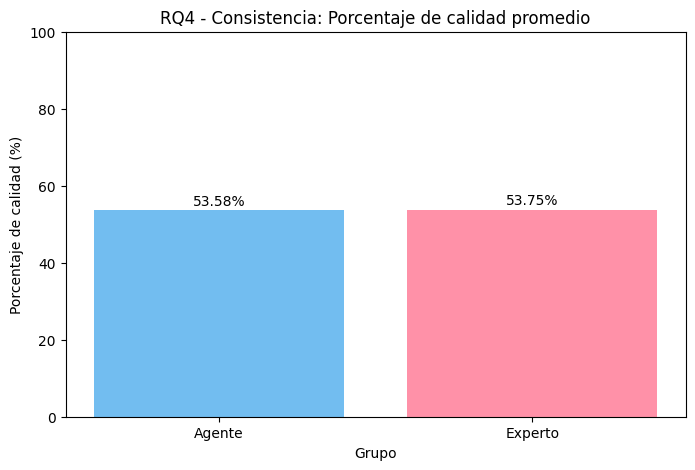 RQ4 - Consistencia: Porcentaje de calidad promedio
Porcentaje de calidad (%)
100
80
60
40
20
0
53.58%
53.75%
Agente
Experto
Grupo